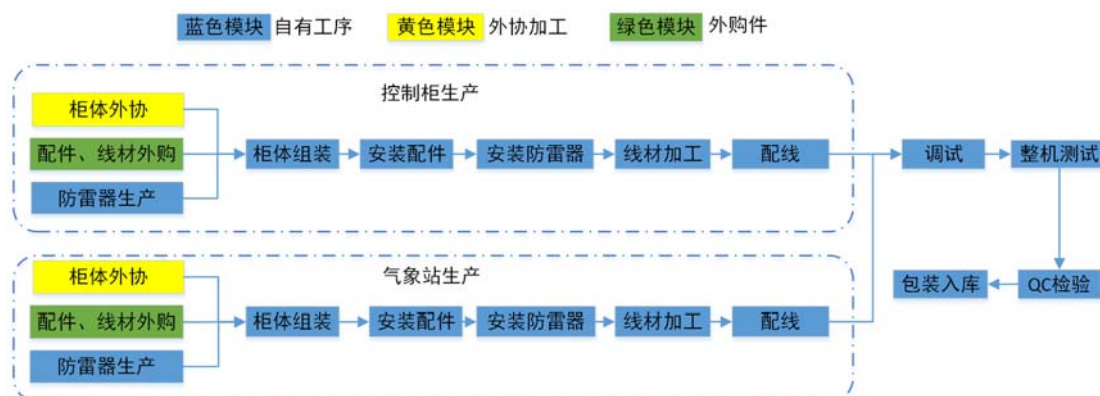 蓝色模块 自有工序 黄色模块 外协加工 绿色模块 外购件
控制柜生产
柜体外协
配件、线材外购 柜体组装 安装配件 安装防雷器 线材加工 配线 调试 整机测试
防雷器生产
气象站生产
柜体外协
包装入库 QC检验
配件、线材外购 柜体组装 安装配件 安装防雷器 线材加工 配线
防雷器生产